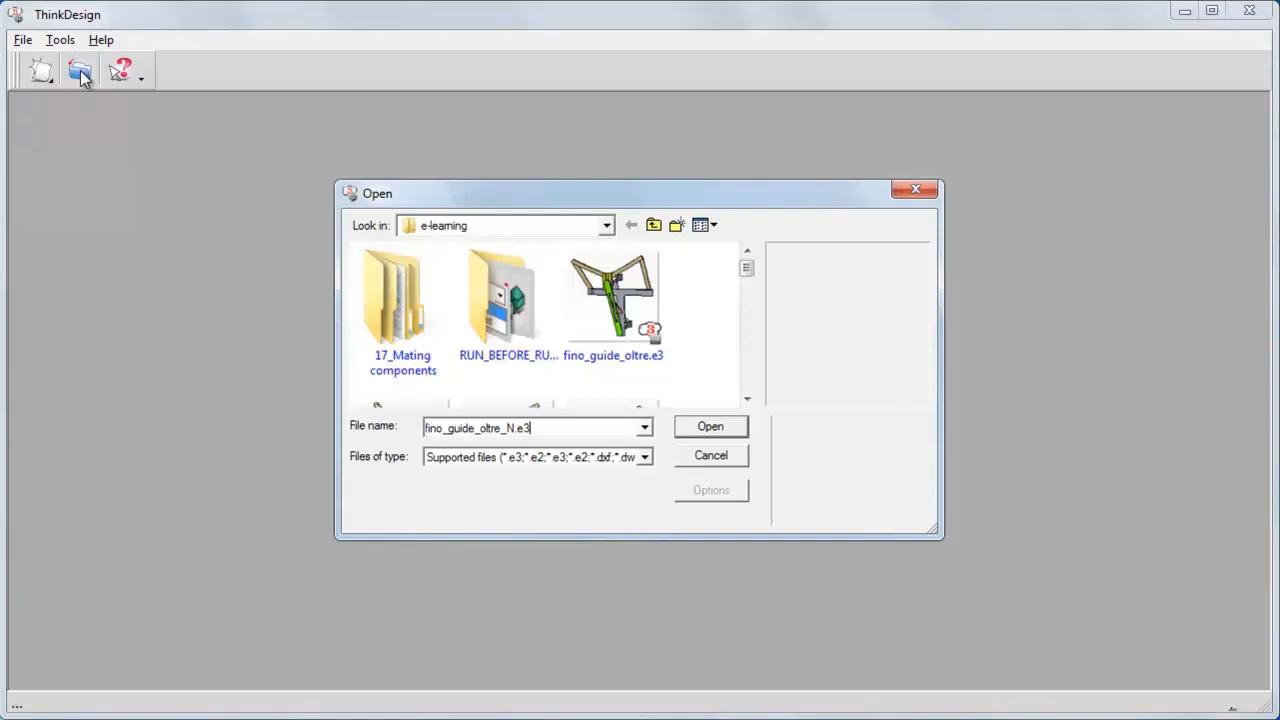 ThinkDesign
File Tools Help
Open
Look in: e-learning
17_Mating
components
RUN_BEFORE_RU...
fino_guide_oltre.e3
File name: fino_guide_oltre_N.e3
Open
Files of type: Supported files (*.e3;*.e2;*.e3;*.e2;*.dxf;*.dw
Cancel
Options
...